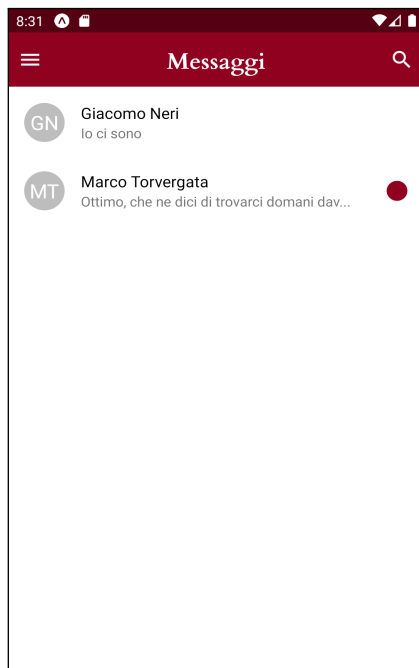 8:31
Messaggi
GN
Giacomo Neri
Io ci sono
MT
Marco Torvergata
Ottimo, che ne dici di trovarci domani dav...